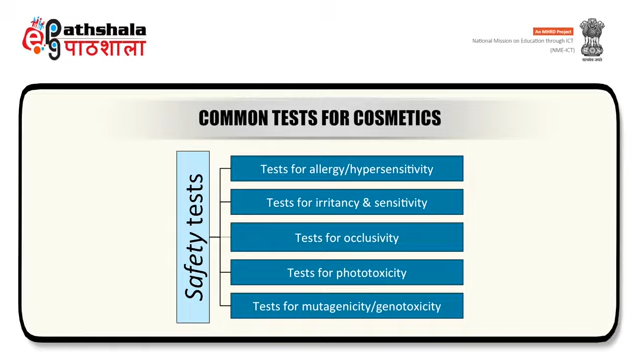 Pathshala
पाठशाला
An MHRD Project
National Mission on Education through ICT
(NME-ICT)
COMMON TESTS FOR COSMETICS
Safety tests
Tests for allergy/hypersensitivity
Tests for irritancy & sensitivity
Tests for occlusivity
Tests for phototoxicity
Tests for mutagenicity/genotoxicity